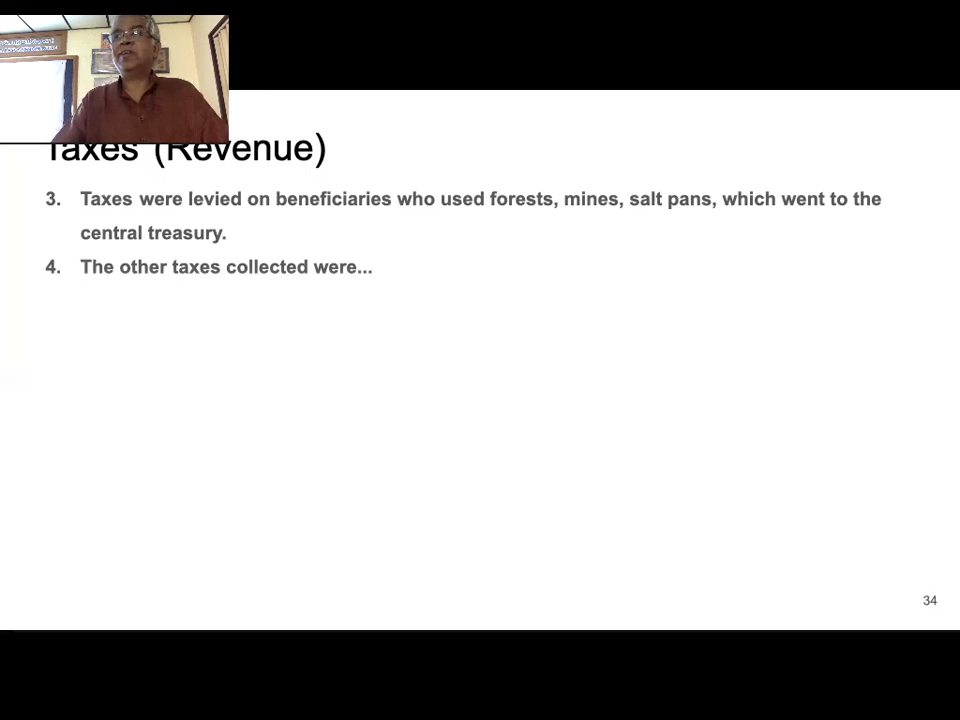 Taxes (Revenue)
3. Taxes were levied on beneficiaries who used forests, mines, salt pans, which went to the
central treasury.
4. The other taxes collected were...
34